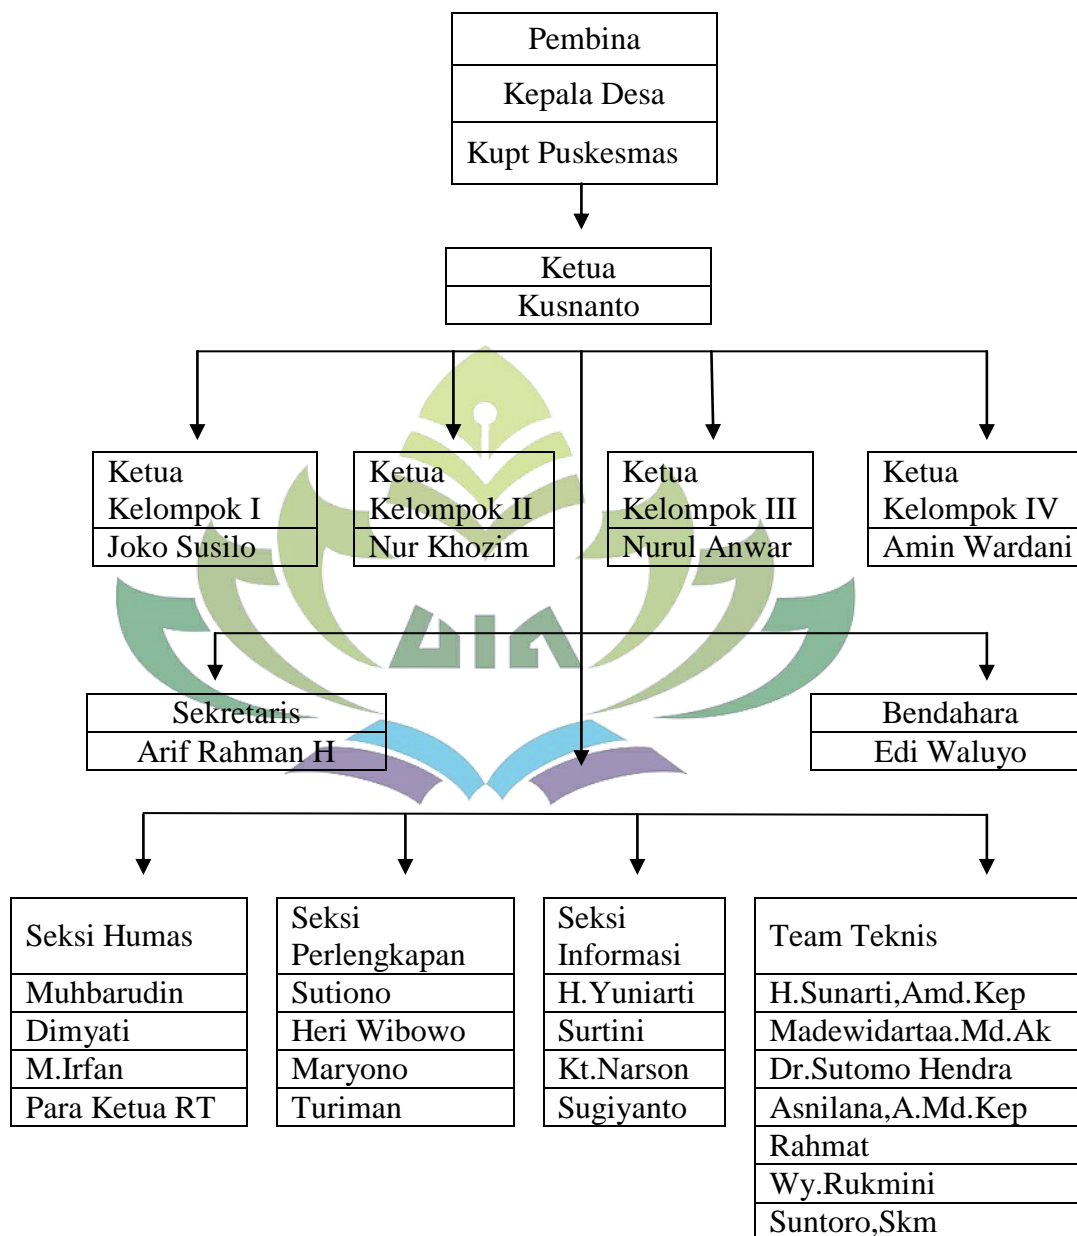 Pembina
Kepala Desa
Kupt Puskesmas
Ketua
Kusnanto
Ketua
Kelompok I
Joko Susilo
Ketua
Kelompok II
Nur Khozim
Ketua
Kelompok III
Nurul Anwar
Ketua
Kelompok IV
Amin Wardani
UIN
Sekretaris
Arif Rahman H
Bendahara
Edi Waluyo
Seksi Humas
Muhbarudin
Dimyati
M.Irfan
Para Ketua RT
Seksi
Perlengkapan
Sutiono
Heri Wibowo
Maryono
Turiman
Seksi
Informasi
H.Yuniarti
Surtini
Kt.Narson
Sugiyanto
Team Teknis
H.Sunarti,Amd.Kep
Madewidartaa.Md.Ak
Dr.Sutomo Hendra
Asnilana,A.Md.Kep
Rahmat
Wy.Rukmini
Suntoro,Skm